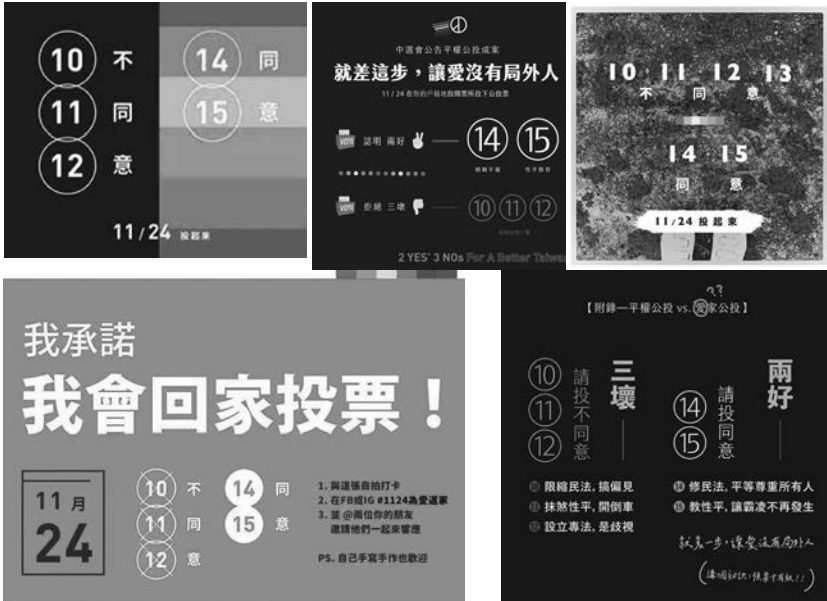 10 不
11 同
12 意
14 同
15 意
11/24 投起來
中選會公告平權公投成案
就差這步,讓愛沒有局外人
VOTE 認明 兩好
14 15
VOTE 拒絕 三壞
10 11 12
2 YES' 3 NOs For A Better Taiwan
10 11 12 13
不 同 意
14 15
同 意
11/24 投起來
我承諾
我會回家投票!
11月
24
10 不
11 同
12 意
14 同
15 意
1. 與這張自拍打卡
2. 在FB或IG #1124為愛返家
3. 並 @兩位你的朋友
邀請他們一起來響應
PS. 自己手寫手作也歡迎
??
【附錄—平權公投 vs. 愛家公投】
三壞
請投不同意
10
11
12
10 限縮民法, 搞偏見
11 抹煞性平, 開倒車
12 設立專法, 是歧視
兩好
請投同意
14
15
14 修民法, 平等尊重所有人
15 教性平, 讓霸凌不再發生
就差一步,讓愛沒有局外人